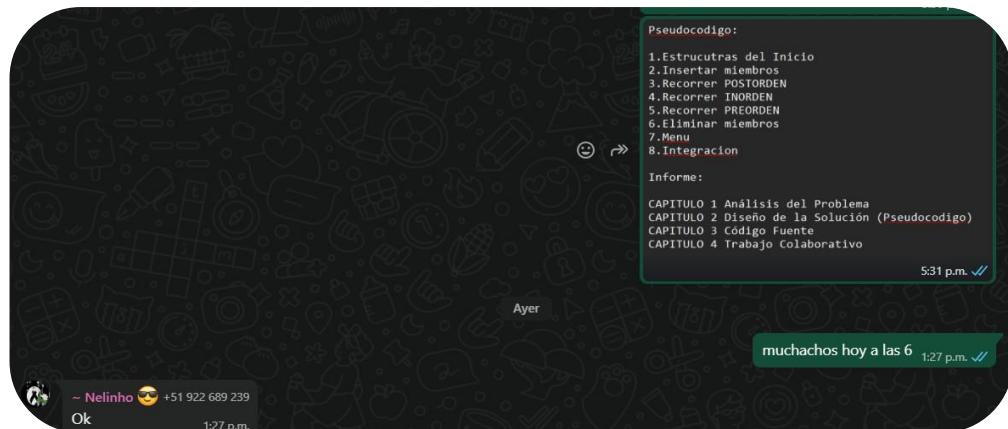 Pseudocodigo:
1.Estrucutras del Inicio
2.Insertar miembros
3.Recorrer POSTORDEN
4.Recorrer INORDEN
5.Recorrer PREORDEN
6.Eliminar miembros
7.Menu
8.Integracion
Informe:
CAPITULO 1 Análisis del Problema
CAPITULO 2 Diseño de la Solución (Pseudocodigo)
CAPITULO 3 Código Fuente
CAPITULO 4 Trabajo Colaborativo
5:31 p.m.
Ayer
muchachos hoy a las 6 1:27 p.m.
~ Nelinho 😎 +51 922 689 239
Ok 1:27 p.m.